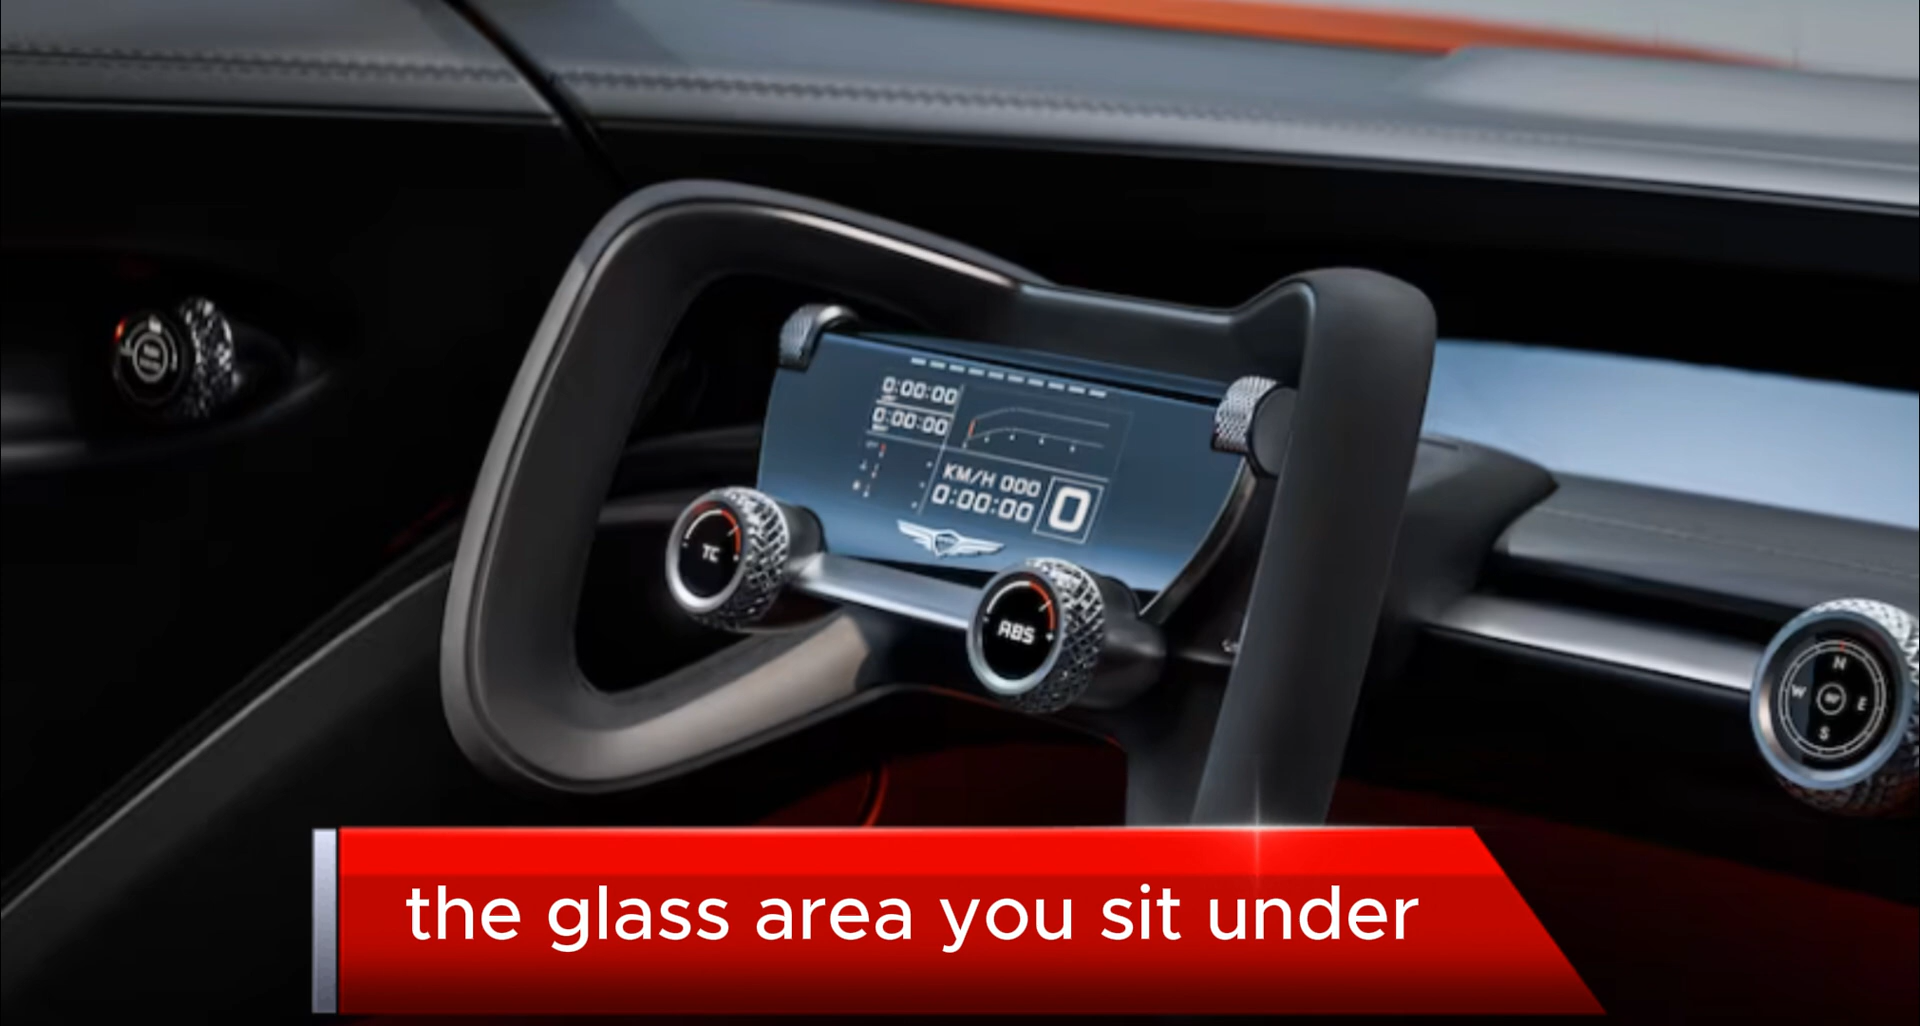 0:00:00
0:00:00
KM/H 000
0:00:00
0
TC
ABS
N
W
E
S
the glass area you sit under